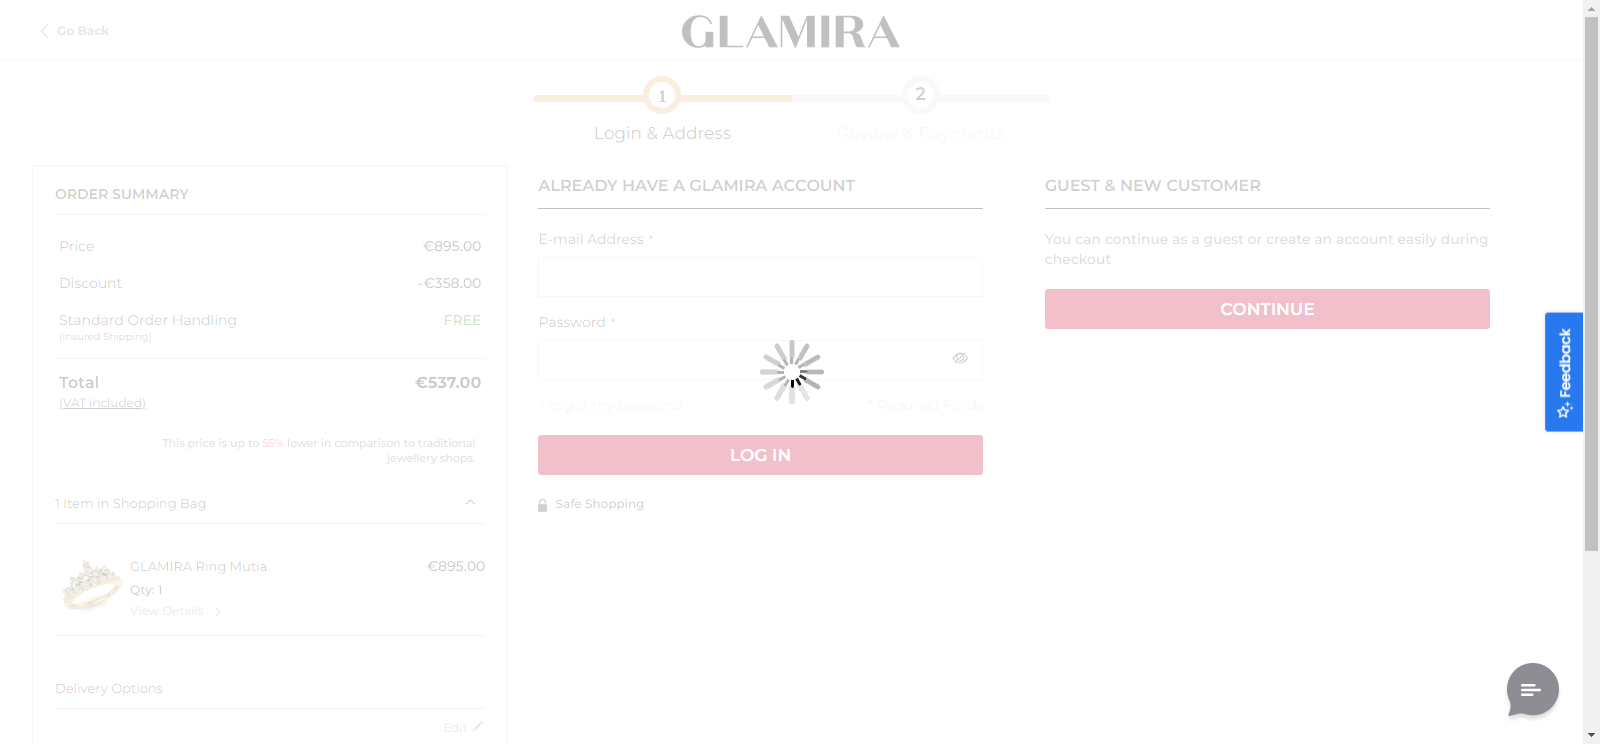 Go Back
GLAMIRA
1
2
Login & Address
Review & Payments
ORDER SUMMARY
Price €895.00
Discount -€358.00
Standard Order Handling FREE
(Insured Shipping)
Total €537.00
(VAT included)
This price is up to 55% lower in comparison to traditional
jewellery shops.
1 Item in Shopping Bag
GLAMIRA Ring Mutia €895.00
Qty: 1
View Details
Delivery Options
Edit
ALREADY HAVE A GLAMIRA ACCOUNT
E-mail Address *
Password *
I forgot my password
* Required Fields
LOG IN
Safe Shopping
GUEST & NEW CUSTOMER
You can continue as a guest or create an account easily during
checkout
CONTINUE
Feedback